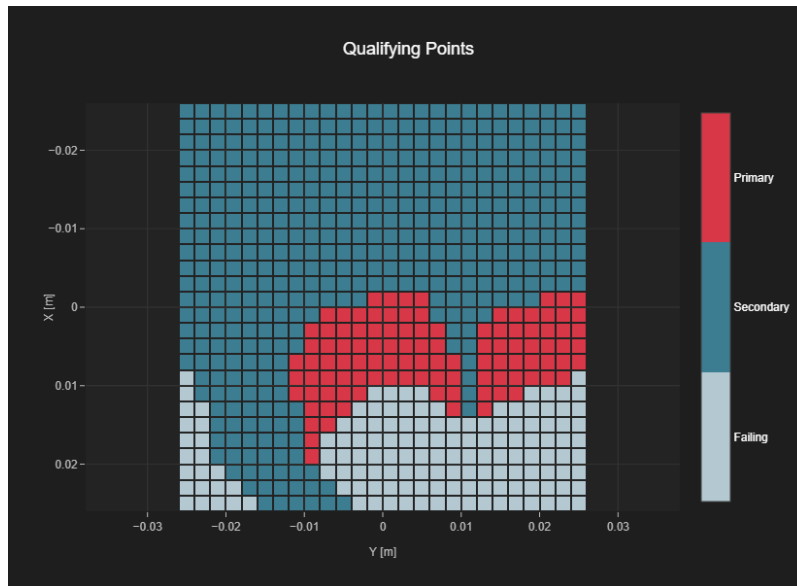 Qualifying Points
−0.02
−0.01
0
0.01
0.02
X [m]
−0.03
−0.02
−0.01
0
0.01
0.02
0.03
Y [m]
Primary
Secondary
Failing